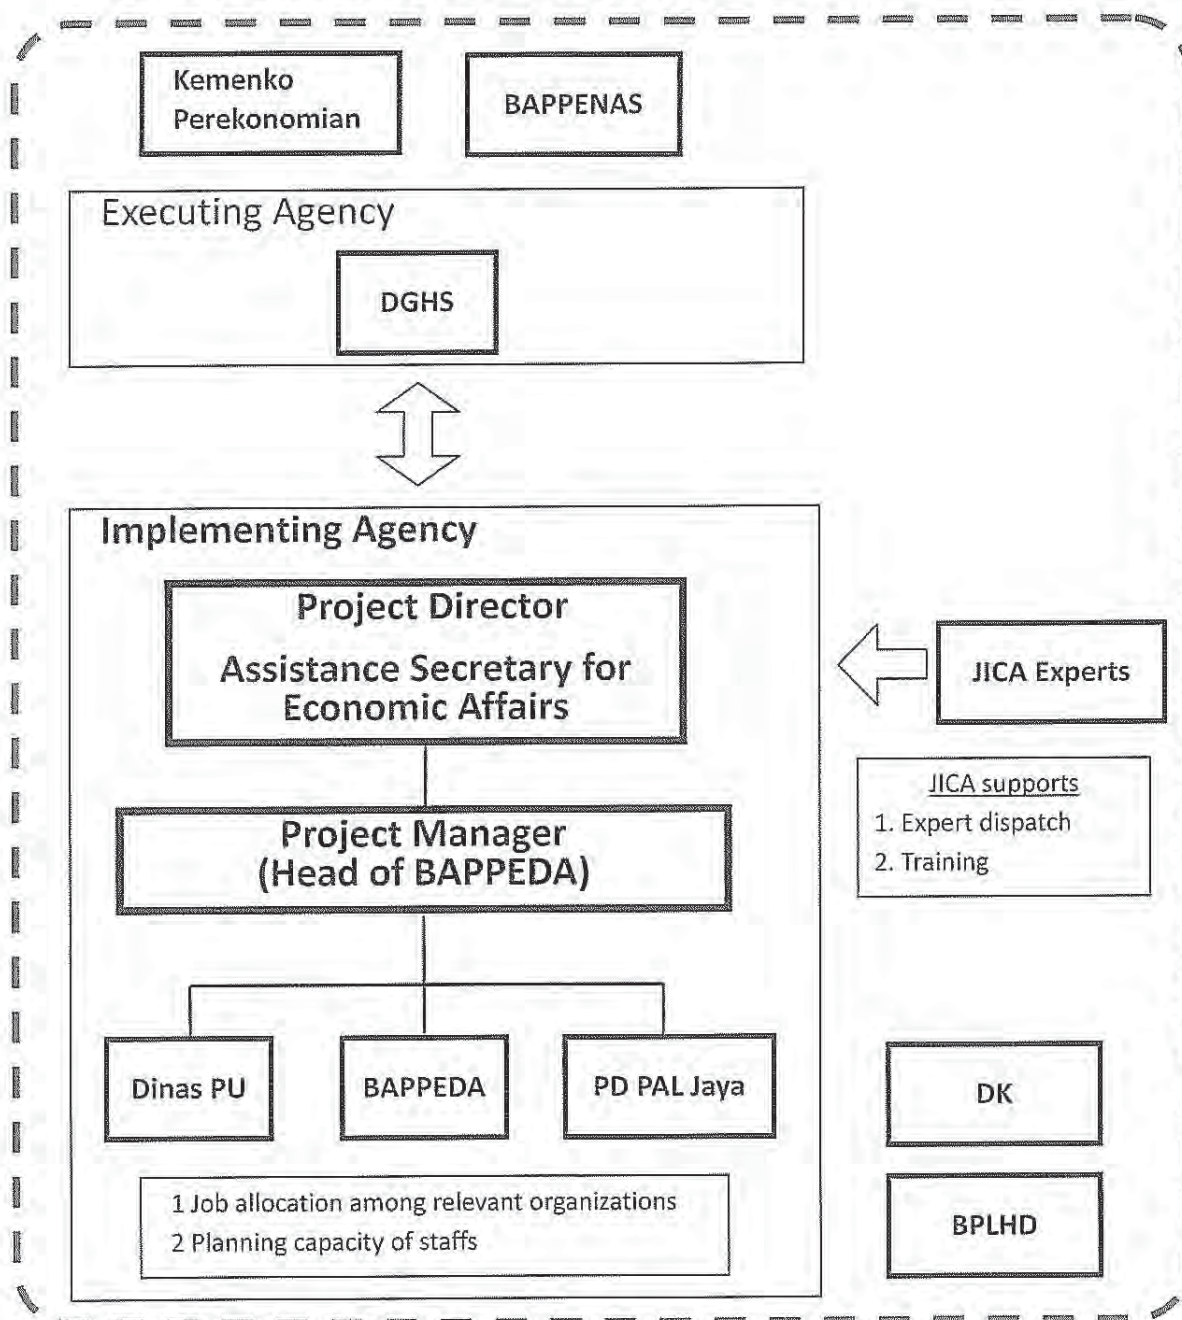 Kemenko
Perekonomian
BAPPENAS
Executing Agency
DGHS
Implementing Agency
Project Director
Assistance Secretary for
Economic Affairs
JICA Experts
JICA supports
1. Expert dispatch
2. Training
Project Manager
(Head of BAPPEDA)
Dinas PU
BAPPEDA
PD PAL Jaya
DK
BPLHD
1 Job allocation among relevant organizations
2 Planning capacity of staffs